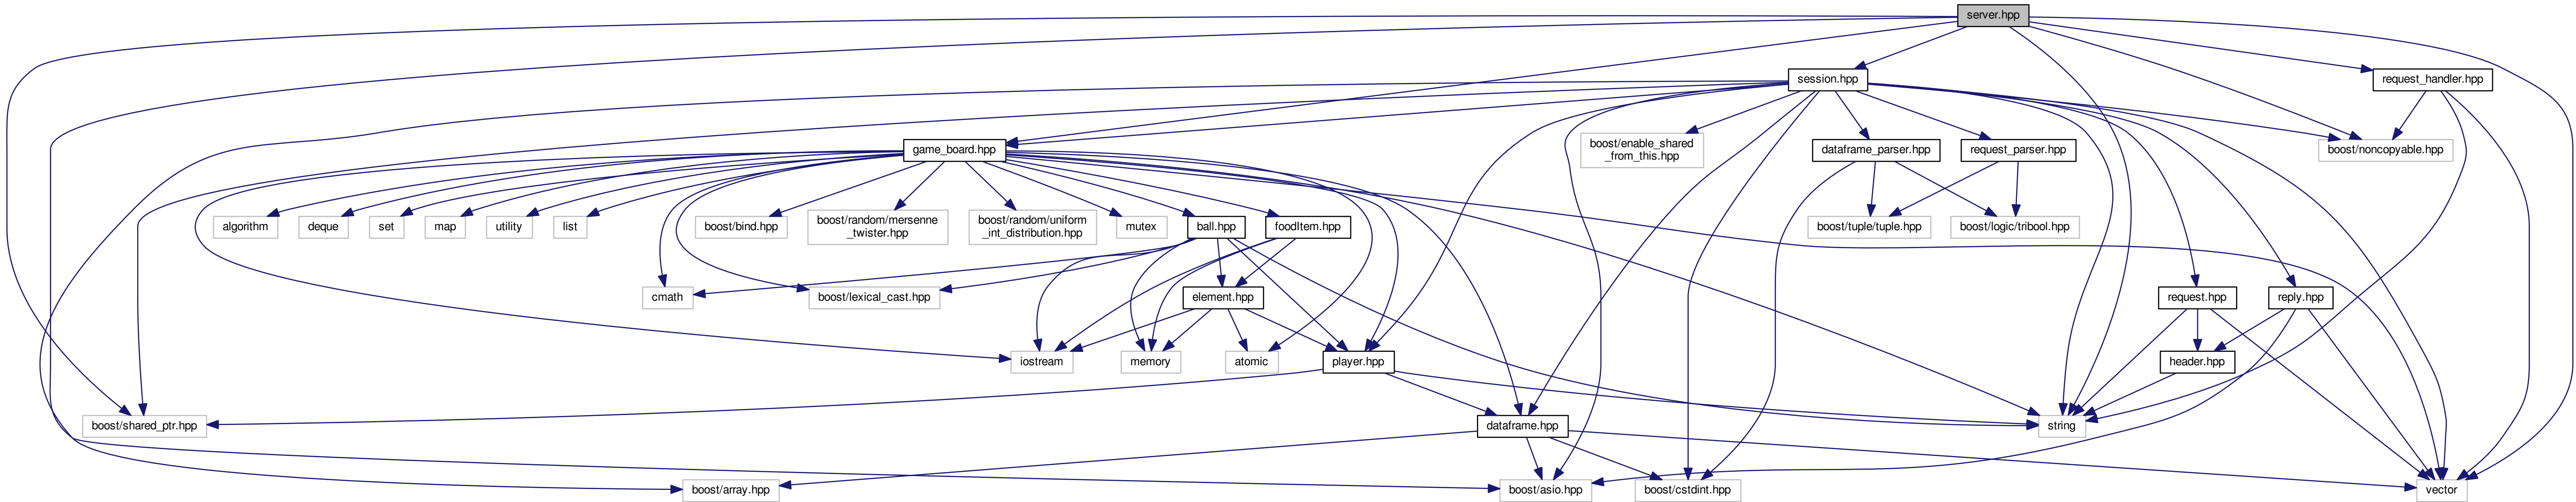 server.hpp
session.hpp
request_handler.hpp
game_board.hpp
boost/enable_shared
_from_this.hpp
dataframe_parser.hpp
request_parser.hpp
boost/noncopyable.hpp
algorithm
deque
set
map
utility
list
boost/bind.hpp
boost/random/mersenne
_twister.hpp
boost/random/uniform
_int_distribution.hpp
mutex
ball.hpp
foodItem.hpp
boost/tuple/tuple.hpp
boost/logic/tribool.hpp
cmath
boost/lexical_cast.hpp
element.hpp
request.hpp
reply.hpp
iostream
memory
atomic
player.hpp
header.hpp
boost/shared_ptr.hpp
dataframe.hpp
string
boost/array.hpp
boost/asio.hpp
boost/cstdint.hpp
vector